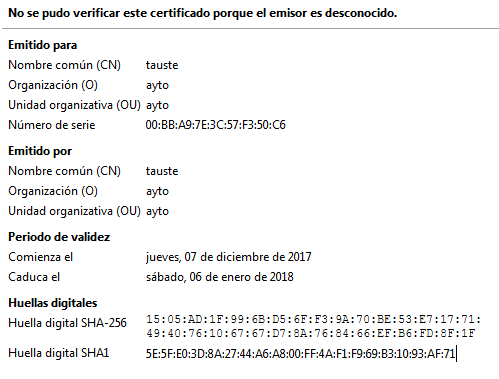 No se pudo verificar este certificado porque el emisor es desconocido.
Emitido para
Nombre común (CN) tauste
Organización (O) ayto
Unidad organizativa (OU) ayto
Número de serie 00:BB:A9:7E:3C:57:F3:50:C6
Emitido por
Nombre común (CN) tauste
Organización (O) ayto
Unidad organizativa (OU) ayto
Periodo de validez
Comienza el jueves, 07 de diciembre de 2017
Caduca el sábado, 06 de enero de 2018
Huellas digitales
Huella digital SHA-256 15:05:AD:1F:99:6B:D5:6F:F3:9A:70:BE:53:E7:17:71:
49:40:76:10:67:67:D7:8A:76:84:66:EF:B6:FD:8F:1F
Huella digital SHA1 5E:5F:E0:3D:8A:27:44:A6:A8:00:FF:4A:F1:F9:69:B3:10:93:AF:71